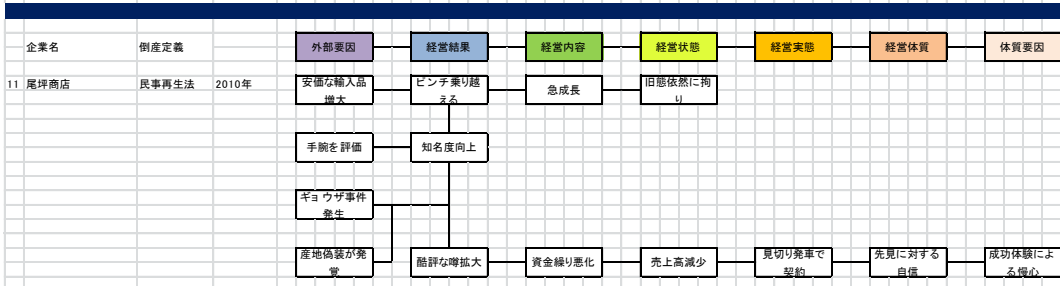 企業名 倒産定義 外部要因 経営結果 経営内容 経営状態 経営実態 経営体質 体質要因
11 尾坪商店 民事再生法 2010年
安価な輸入品
増大
ピンチ乗り越
える
急成長
旧態依然に拘
り
手腕を評価
知名度向上
ギョウザ事件
発生
産地偽装が発
覚
酷評な噂拡大
資金繰り悪化
売上高減少
見切り発車で
契約
先見に対する
自信
成功体験によ
る慢心